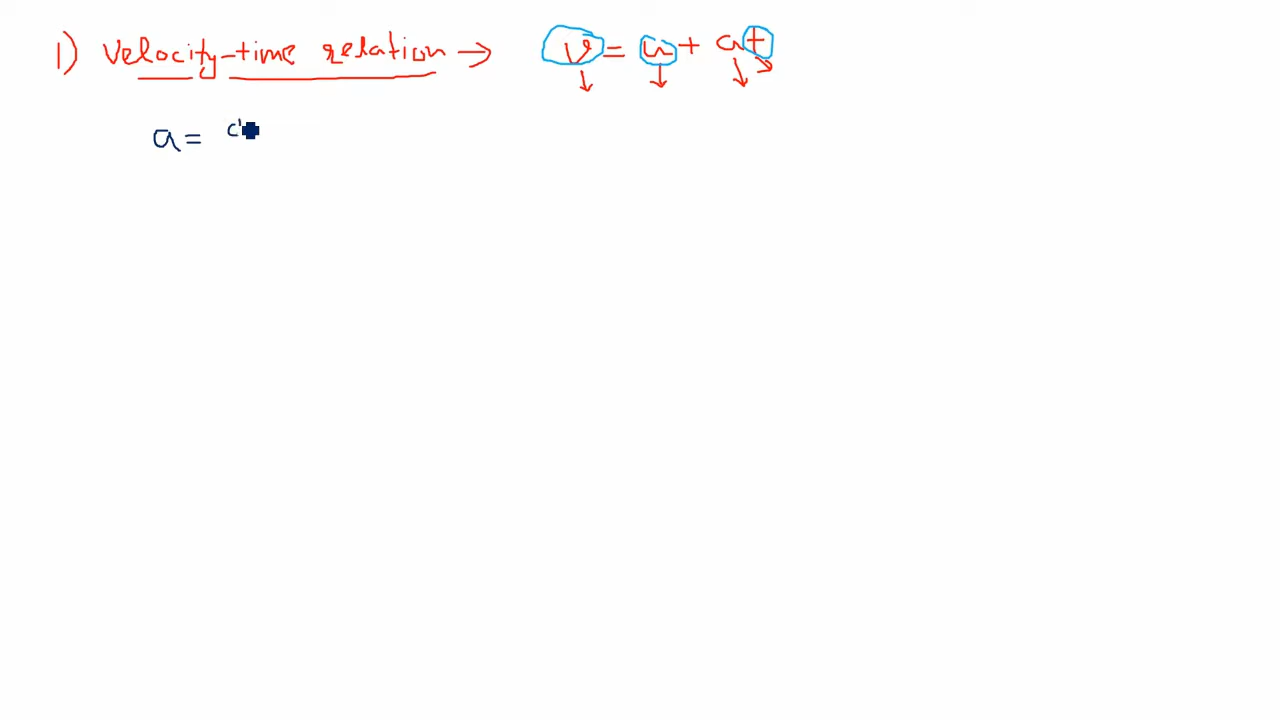 1) Velocity-time relation → v = u + at
a =